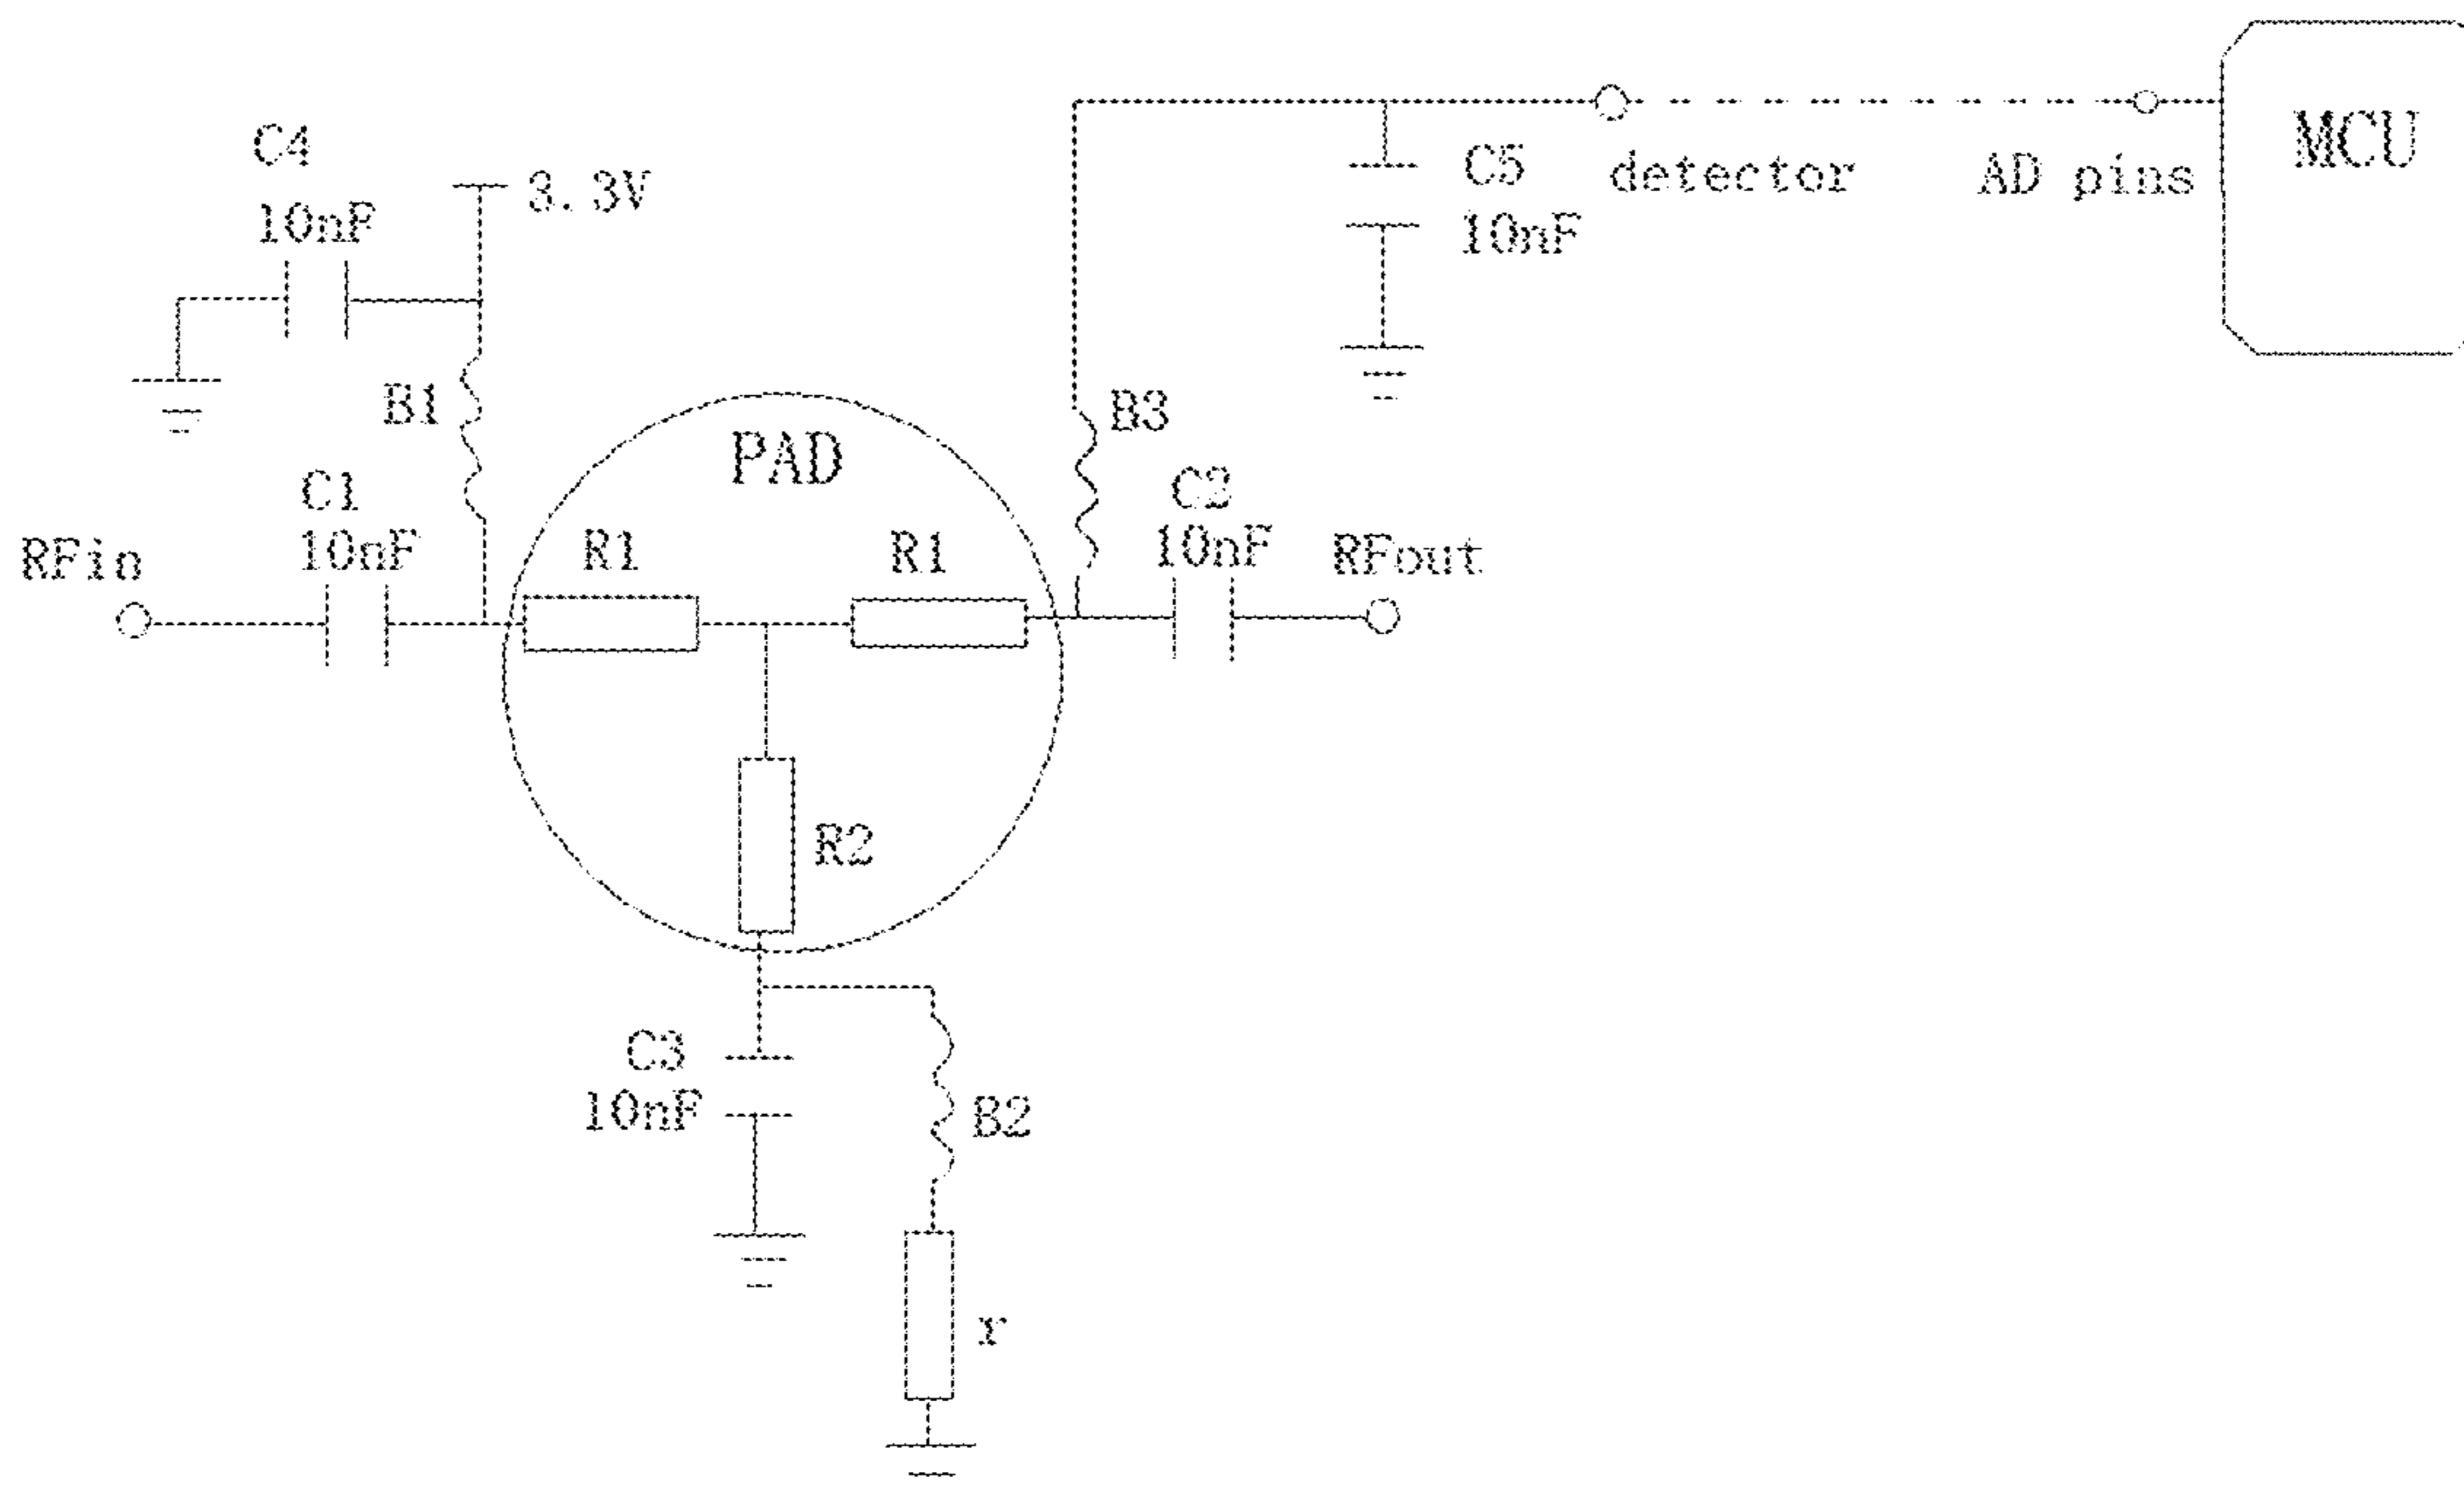 MCU
C4
10nF
3.3V
C5
10nF
detector
AD pins
B1
B3
PAD
C1
10nF
C2
10nF
RFin
R1
R1
RFout
R2
C3
10nF
B2
r